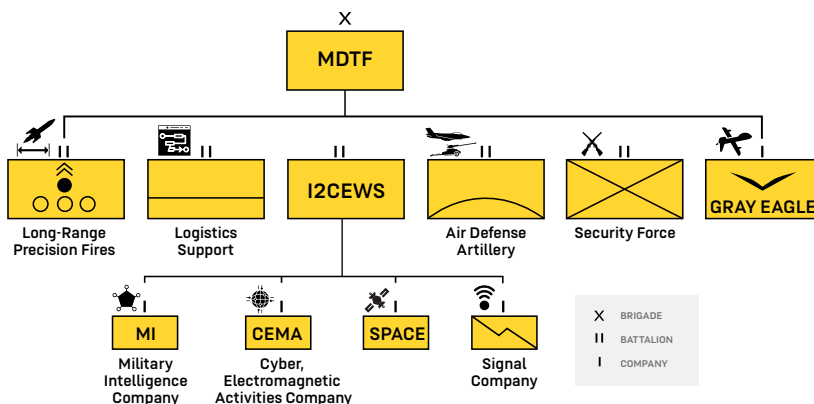 X
MDTF
II
II
II
II
II
I
I2CEWS
GRAY EAGLE
Long-Range
Precision Fires
Logistics
Support
Air Defense
Artillery
Security Force
I
I
I
I
MI
CEMA
SPACE
Military
Intelligence
Company
Cyber,
Electromagnetic
Activities Company
Signal
Company
X BRIGADE
II BATTALION
I COMPANY